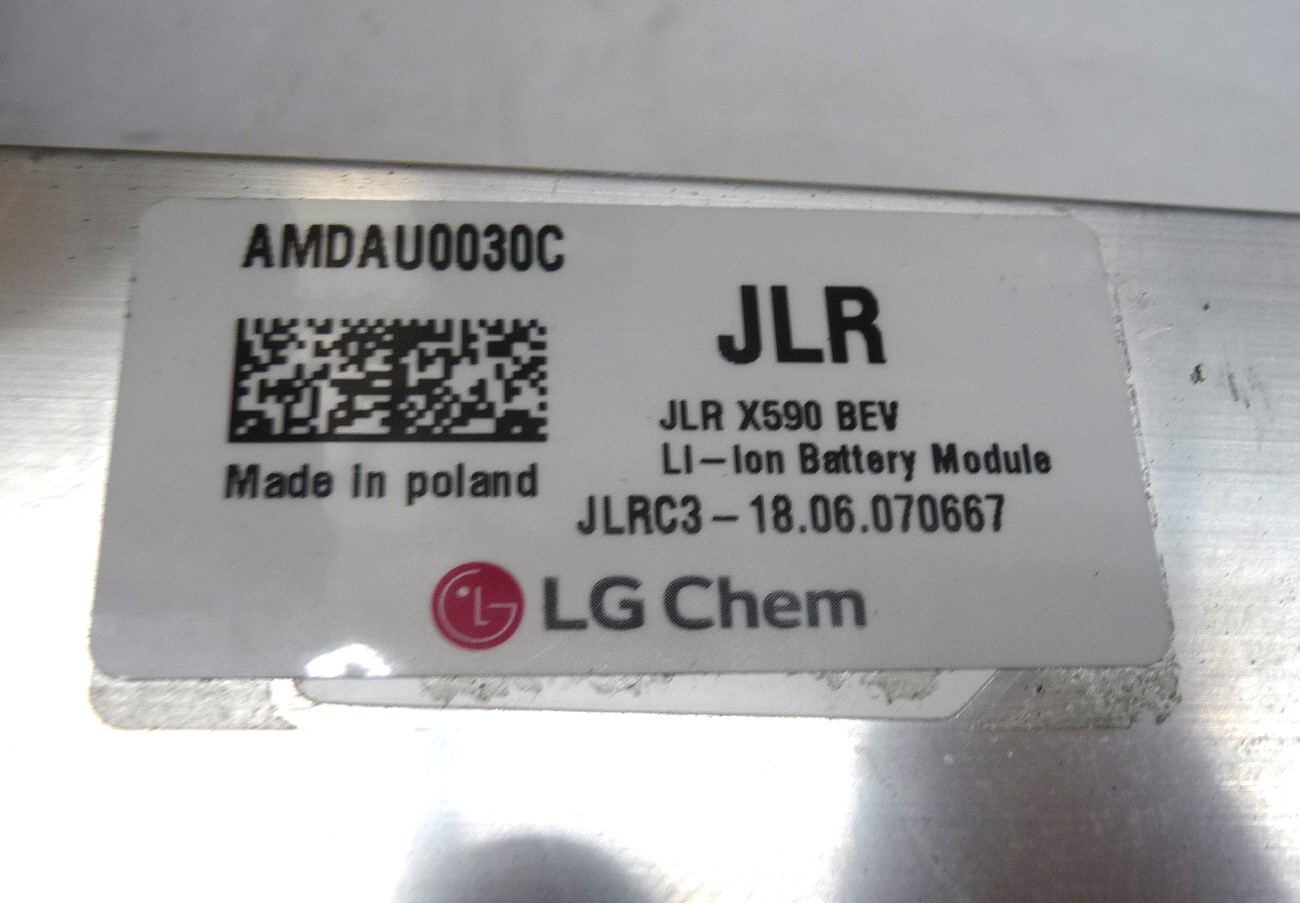 AMDAU0030C
JLR
JLR X590 BEV
Li-Ion Battery Module
Made in poland
JLRC3-18.06.070667
LG Chem